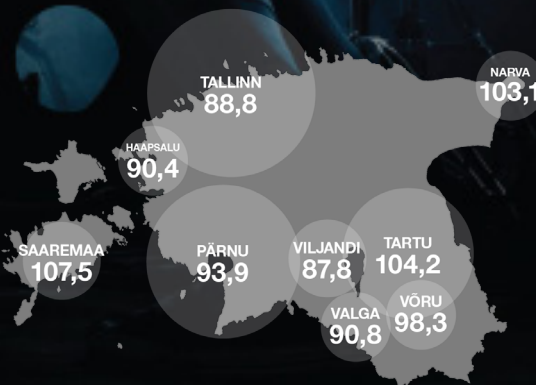 TALLINN
88,8
NARVA
103,1
HAAPSALU
90,4
SAAREMAA
107,5
PÄRNU
93,9
VILJANDI
87,8
TARTU
104,2
VALGA
90,8
VÕRU
98,3